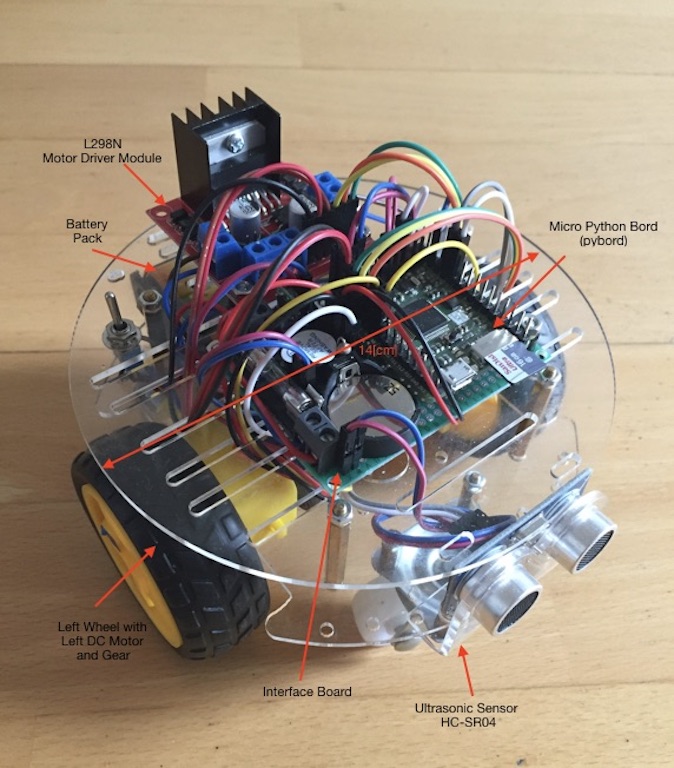 L298N
Motor Driver Module
Battery
Pack
Micro Python Bord
(pybord)
14[cm]
SanDisk
Left Wheel with
Left DC Motor
and Gear
Interface Board
Ultrasonic Sensor
HC-SR04